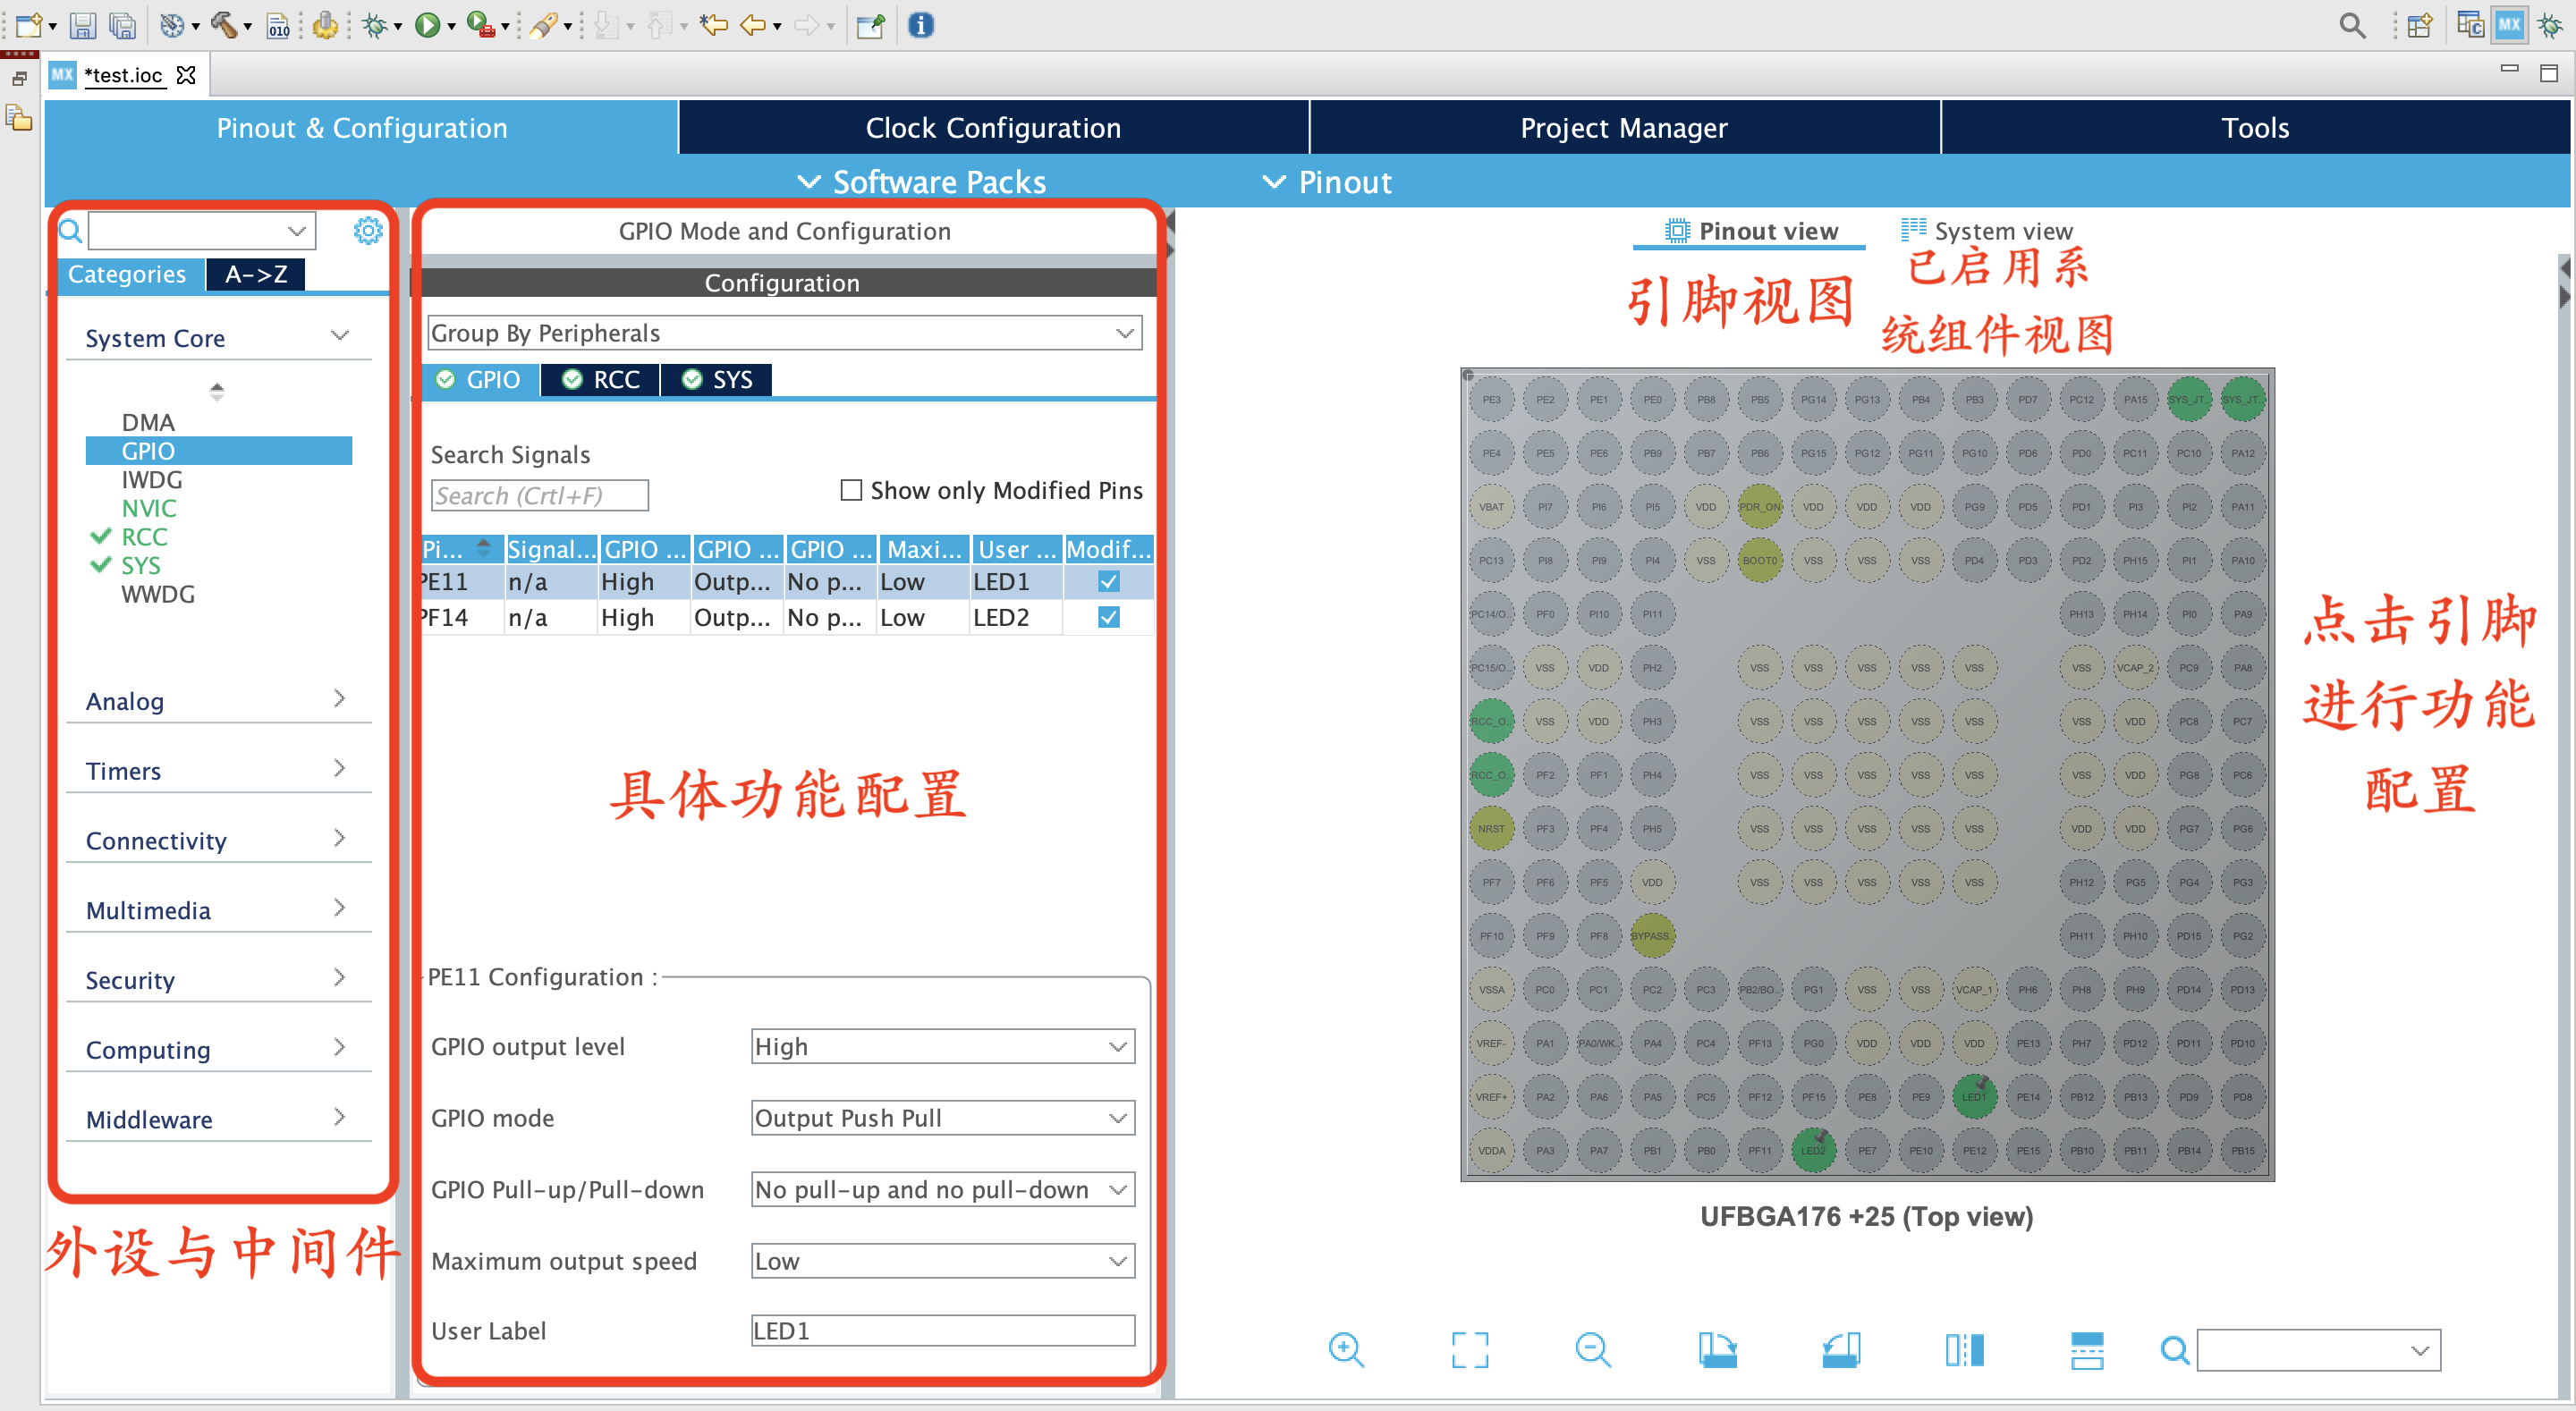 010
MX
MX *test.ioc
Pinout & Configuration
Clock Configuration
Project Manager
Tools
Software Packs
Pinout
Categories
A->Z
System Core
DMA
GPIO
IWDG
NVIC
RCC
SYS
WWDG
Analog
Timers
Connectivity
Multimedia
Security
Computing
Middleware
外设与中间件
GPIO Mode and Configuration
Configuration
Group By Peripherals
GPIO
RCC
SYS
Search Signals
Search (Crtl+F)
Show only Modified Pins
Pi... Signal... GPIO ... GPIO ... GPIO ... Maxi... User ... Modif...
PE11 n/a High Outp... No p... Low LED1
PF14 n/a High Outp... No p... Low LED2
具体功能配置
PE11 Configuration :
GPIO output level High
GPIO mode Output Push Pull
GPIO Pull-up/Pull-down No pull-up and no pull-down
Maximum output speed Low
User Label LED1
Pinout view
System view
引脚视图
已启用系
统组件视图
PE3 PE2 PE1 PE0 PB8 PB5 PG14 PG13 PB4 PB3 PD7 PC12 PA15 SYS_JT.. SYS_JT..
PE4 PE5 PE6 PB9 PB7 PB6 PG15 PG12 PG11 PG10 PD6 PD0 PC11 PC10 PA12
VBAT PI7 PI6 PI5 VDD PDR_ON VDD VDD VDD PG9 PD5 PD1 PI3 PI2 PA11
PC13 PI8 PI9 PI4 VSS BOOT0 VSS VSS VSS PD4 PD3 PD2 PH15 PI1 PA10
PC14/O.. PF0 PI10 PI11 PH13 PH14 PI0 PA9
PC15/O.. VSS VDD PH2 VSS VSS VSS VSS VSS VSS VCAP_2 PC9 PA8
RCC_O.. VSS VDD PH3 VSS VSS VSS VSS VSS VSS VDD PC8 PC7
RCC_O.. PF2 PF1 PH4 VSS VSS VSS VSS VSS VSS VDD PG8 PC6
NRST PF3 PF4 PH5 VSS VSS VSS VSS VSS VDD VDD PG7 PG6
PF7 PF6 PF5 VDD VSS VSS VSS VSS VSS PH12 PG5 PG4 PG3
PF10 PF9 PF8 BYPASS.. PH11 PH10 PD15 PG2
VSSA PC0 PC1 PC2 PC3 PB2/BO.. PG1 VSS VSS VCAP_1 PH6 PH8 PH9 PD14 PD13
VREF- PA1 PA0/WK.. PA4 PC4 PF13 PG0 VDD VDD VDD PE13 PH7 PD12 PD11 PD10
VREF+ PA2 PA6 PA5 PC5 PF12 PF15 PE8 PE9 LED1 PE14 PB12 PB13 PD9 PD8
VDDA PA3 PA7 PB1 PB0 PF11 LED2 PE7 PE10 PE12 PE15 PB10 PB11 PB14 PB15
UFBGA176 +25 (Top view)
点击引脚
进行功能
配置